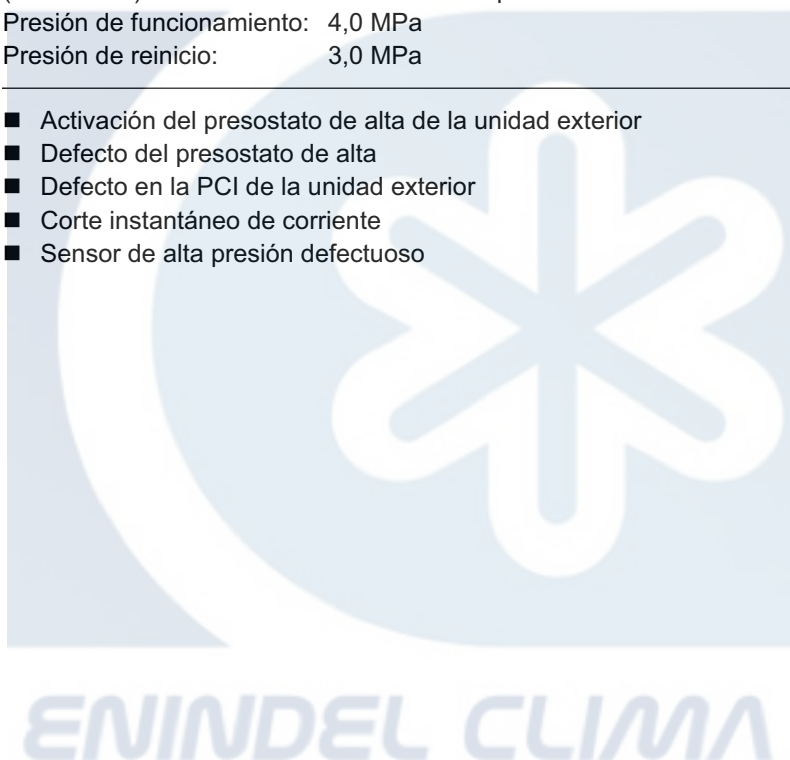 Presión de funcionamiento: 4,0 MPa
Presión de reinicio: 3,0 MPa
■ Activación del presostato de alta de la unidad exterior
■ Defecto del presostato de alta
■ Defecto en la PCI de la unidad exterior
■ Corte instantáneo de corriente
■ Sensor de alta presión defectuoso
ENINDEL CLIMA